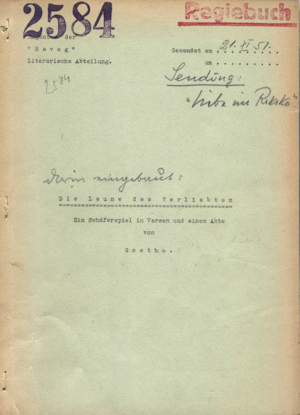 2584
Regiebuch
der
"Ravag"
Literarische Abteilung.
Gesendet am 21. XI. 51.
um . . . . . . . . .
2584
Sendung:
"Liebe im Rokoko"
darin eingebaut:
Die Laune des Verliebten
Ein Schäferspiel in Versen und einem Akte
von
Goethe.